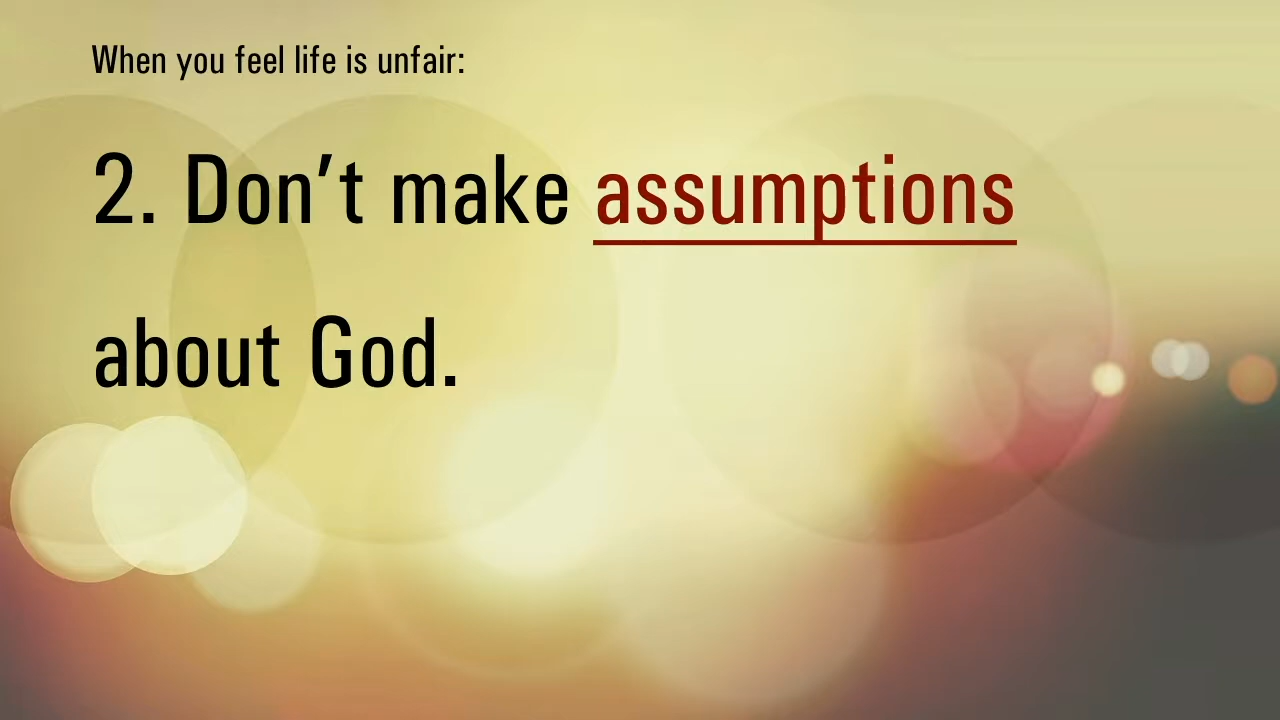 When you feel life is unfair:
2. Don’t make assumptions
about God.